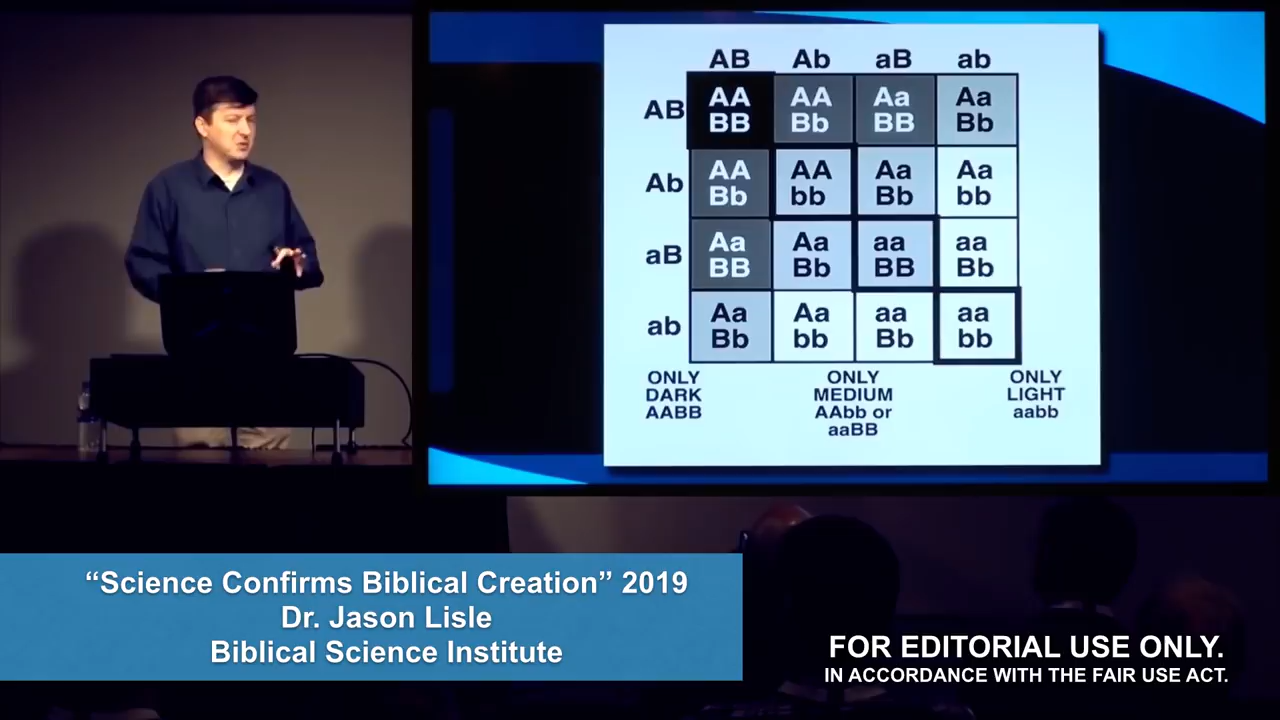 AB Ab aB ab
AB AA AA Aa Aa
BB Bb BB Bb
Ab AA AA Aa Aa
Bb bb Bb bb
aB Aa Aa aa aa
BB Bb BB Bb
ab Aa Aa aa aa
Bb bb Bb bb
ONLY
DARK
AABB
ONLY
MEDIUM
AAbb or
aaBB
ONLY
LIGHT
aabb
“Science Confirms Biblical Creation” 2019
Dr. Jason Lisle
Biblical Science Institute
FOR EDITORIAL USE ONLY.
IN ACCORDANCE WITH THE FAIR USE ACT.